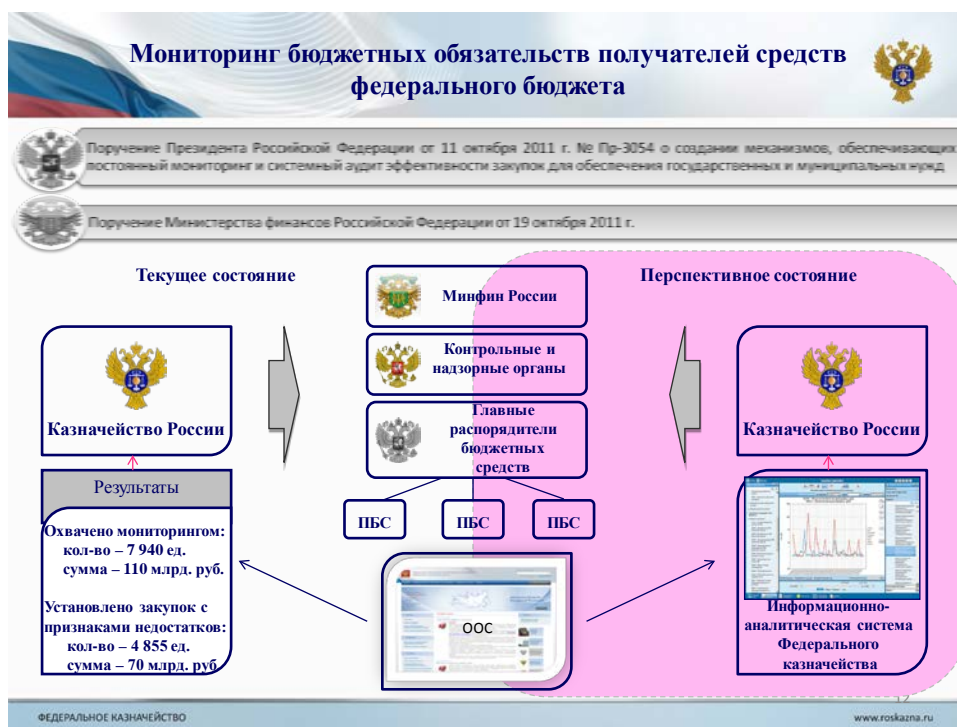 Мониторинг бюджетных обязательств получателей средств
федерального бюджета
Поручение Президента Российской Федерации от 11 октября 2011 г. № Пр-3054 о создании механизмов, обеспечивающих
постоянный мониторинг и системный аудит эффективности закупок для обеспечения государственных и муниципальных нужд
Поручение Министерства финансов Российской Федерации от 19 октября 2011 г.
Текущее состояние
Перспективное состояние
Минфин России
Контрольные и
надзорные органы
Главные
распорядители
бюджетных
средств
Казначейство России
Казначейство России
Результаты
ПБС
ПБС
ПБС
Охвачено мониторингом:
кол-во – 7 940 ед.
сумма – 110 млрд. руб.
Установлено закупок с
признаками недостатков:
кол-во – 4 855 ед.
сумма – 70 млрд. руб
ООС
Информационно-
аналитическая система
Федерального
казначейства
ФЕДЕРАЛЬНОЕ КАЗНАЧЕЙСТВО
www.roskazna.ru